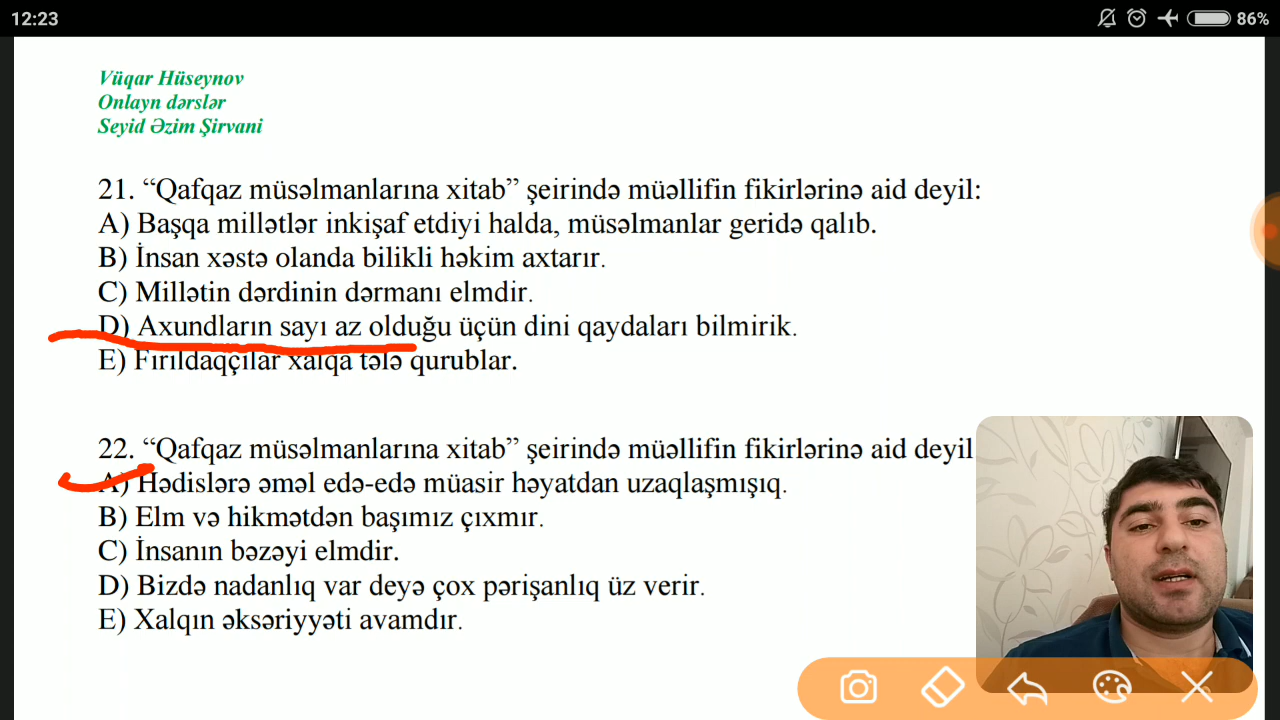 12:23
86%
Vüqar Hüseynov
Onlayn dərslər
Seyid Əzim Şirvani
21. “Qafqaz müsəlmanlarına xitab” şeirində müəllifin fikirlərinə aid deyil:
A) Başqa millətlər inkişaf etdiyi halda, müsəlmanlar geridə qalıb.
B) İnsan xəstə olanda bilikli həkim axtarır.
C) Millətin dərdinin dərmanı elmdir.
D) Axundların sayı az olduğu üçün dini qaydaları bilmirik.
E) Fırıldaqçılar xalqa tələ qurublar.
22. “Qafqaz müsəlmanlarına xitab” şeirində müəllifin fikirlərinə aid deyil
A) Hədislərə əməl edə-edə müasir həyatdan uzaqlaşmışıq.
B) Elm və hikmətdən başımız çıxmır.
C) İnsanın bəzəyi elmdir.
D) Bizdə nadanlıq var deyə çox pərişanlıq üz verir.
E) Xalqın əksəriyyəti avamdır.